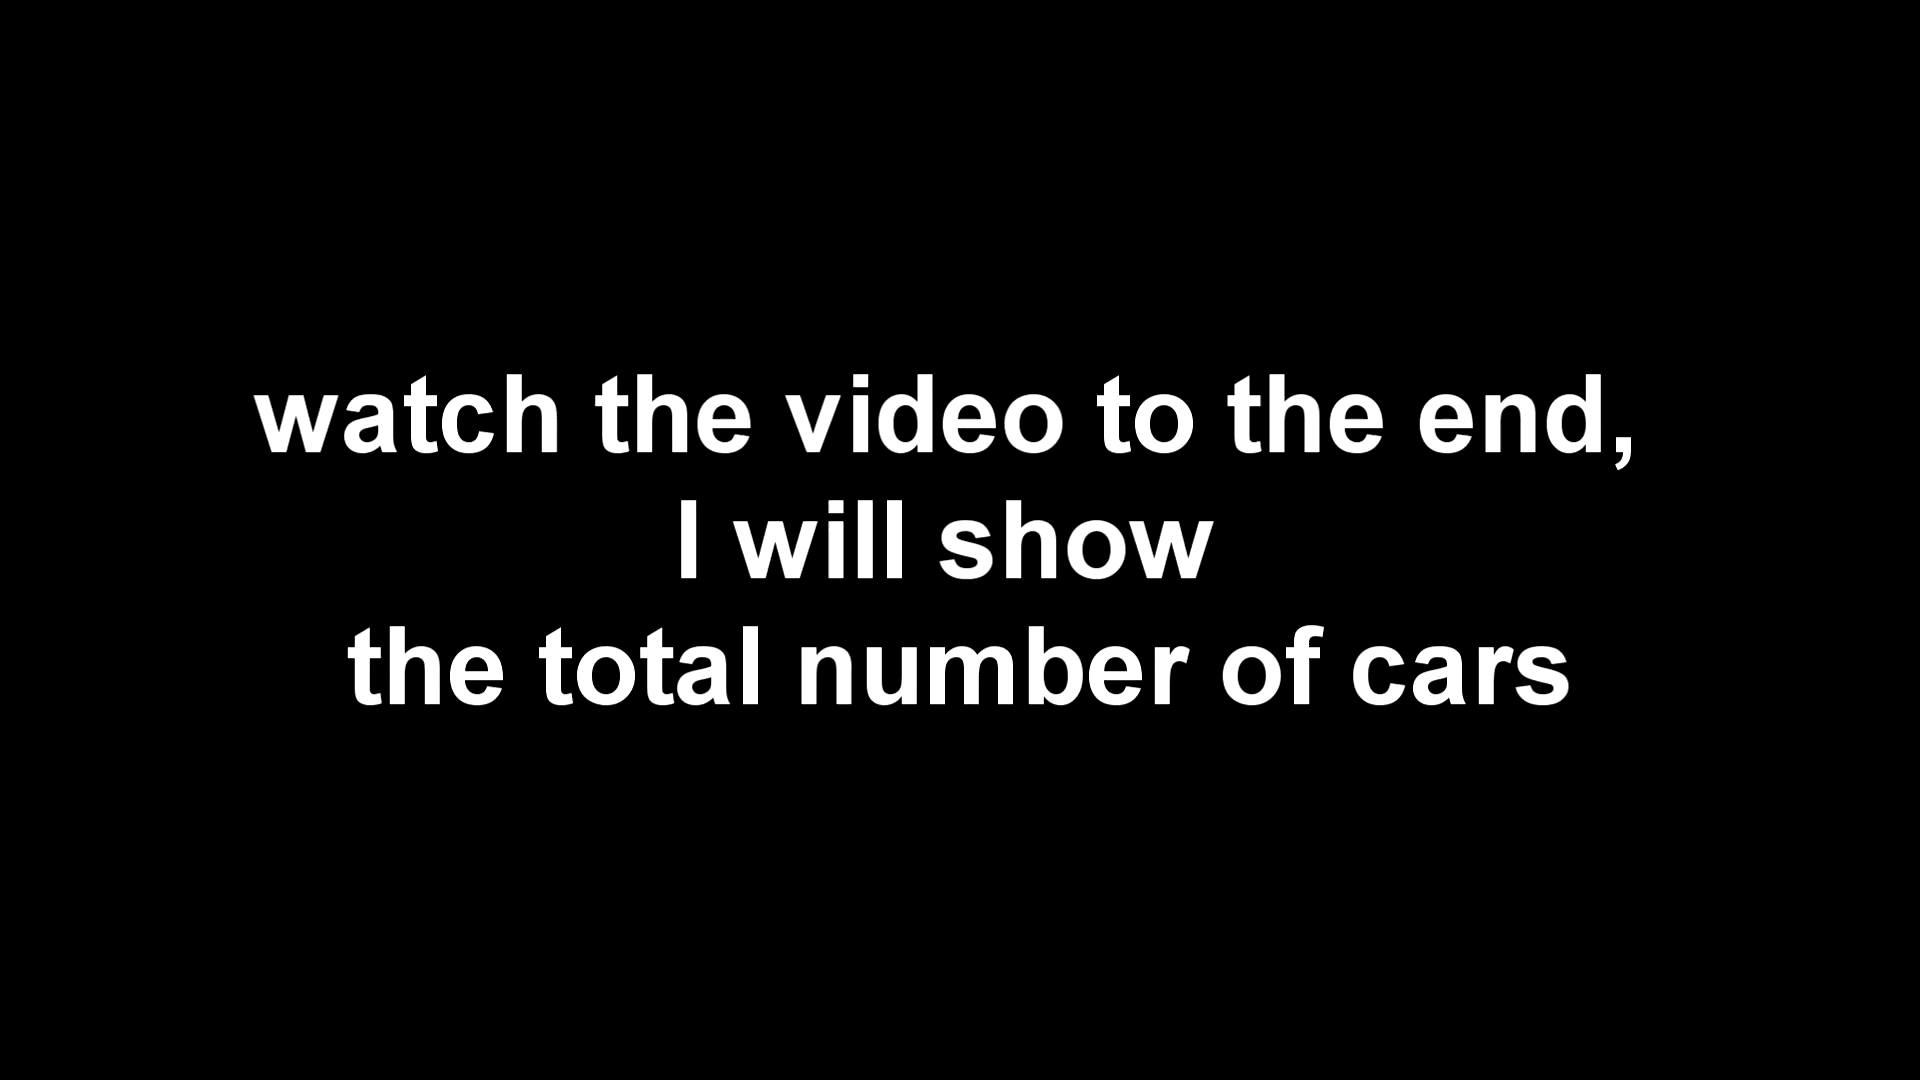 watch the video to the end,
I will show
the total number of cars